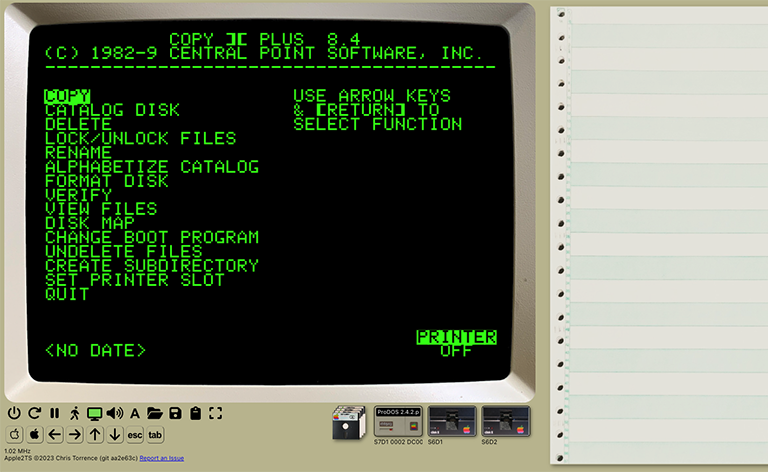 COPY ][ PLUS 8.4
(C) 1982-9 CENTRAL POINT SOFTWARE, INC.
COPY
CATALOG DISK
DELETE
LOCK/UNLOCK FILES
RENAME
ALPHABETIZE CATALOG
FORMAT DISK
VERIFY
VIEW FILES
DISK MAP
CHANGE BOOT PROGRAM
UNDELETE FILES
CREATE SUBDIRECTORY
SET PRINTER SLOT
QUIT
USE ARROW KEYS
& [RETURN] TO
SELECT FUNCTION
PRINTER
<NO DATE> OFF
A
esc tab
ProDOS 2.4.2.p
S7D1 0002 DC00 S6D1 S6D2
1.02 MHz
Apple2TS ©2023 Chris Torrence (git aa2e63c) Report an Issue